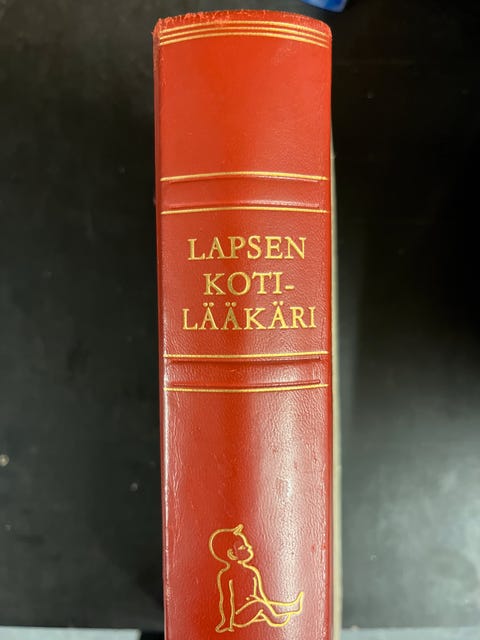 LAPSEN
KOTI-
LÄÄKÄRI